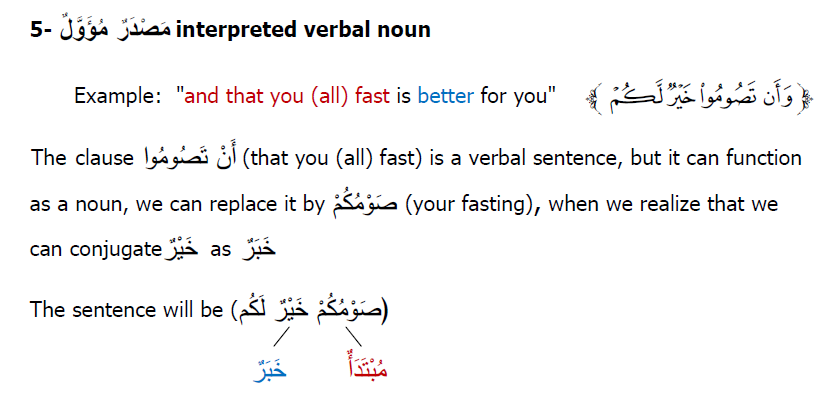 5- مَصْدَرٌ مُؤَوَّلٌ interpreted verbal noun
Example: "and that you (all) fast is better for you" ﴿ وَأَن تَصُومُواْ خَيْرٌ لَّكُمْ ﴾
The clause أَنْ تَصُومُوا (that you (all) fast) is a verbal sentence, but it can function
as a noun, we can replace it by صَوْمُكُمْ (your fasting), when we realize that we
can conjugate خَيْرٌ as خَبَرٌ
The sentence will be (صَوْمُكُمْ خَيْرٌ لَكُم)
مُبْتَدَأٌ خَبَرٌ